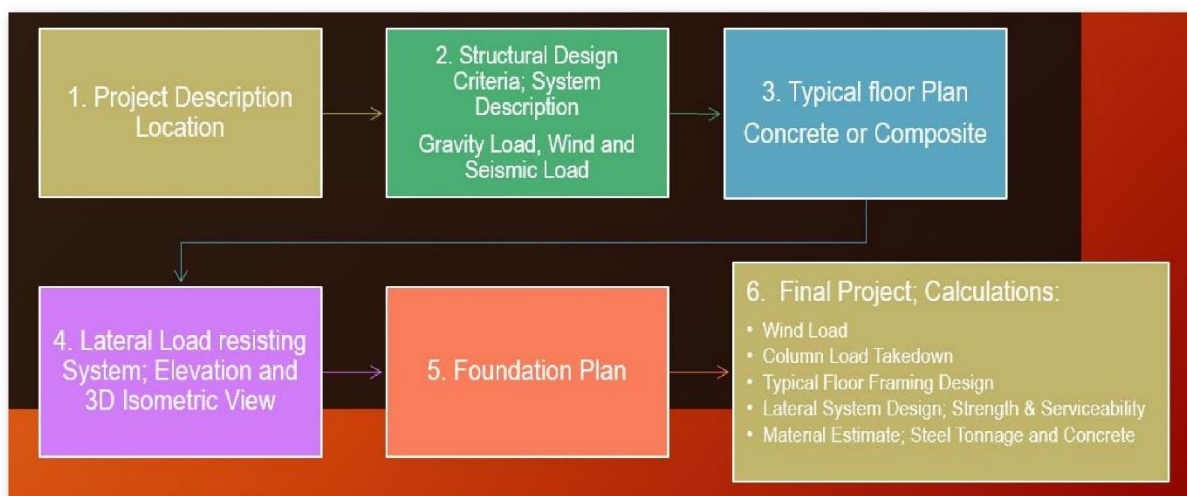 1. Project Description
Location
2. Structural Design
Criteria; System
Description
Gravity Load, Wind and
Seismic Load
3. Typical floor Plan
Concrete or Composite
4. Lateral Load resisting
System; Elevation and
3D Isometric View
5. Foundation Plan
6. Final Project; Calculations:
• Wind Load
• Column Load Takedown
• Typical Floor Framing Design
• Lateral System Design; Strength & Serviceability
• Material Estimate; Steel Tonnage and Concrete